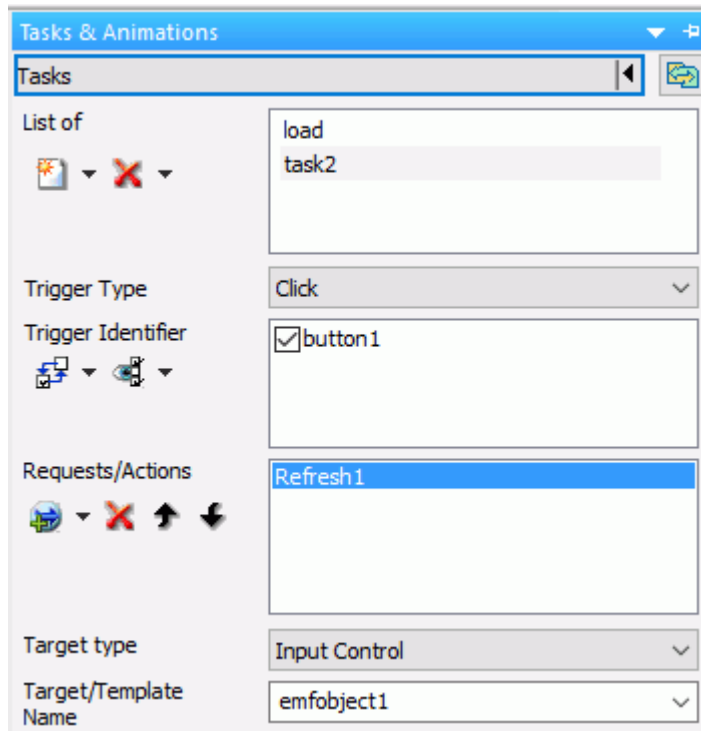 Tasks & Animations
Tasks
List of
load
task2
Trigger Type
Click
Trigger Identifier
button1
Requests/Actions
Refresh1
Target type
Input Control
Target/Template
Name
emfobject1